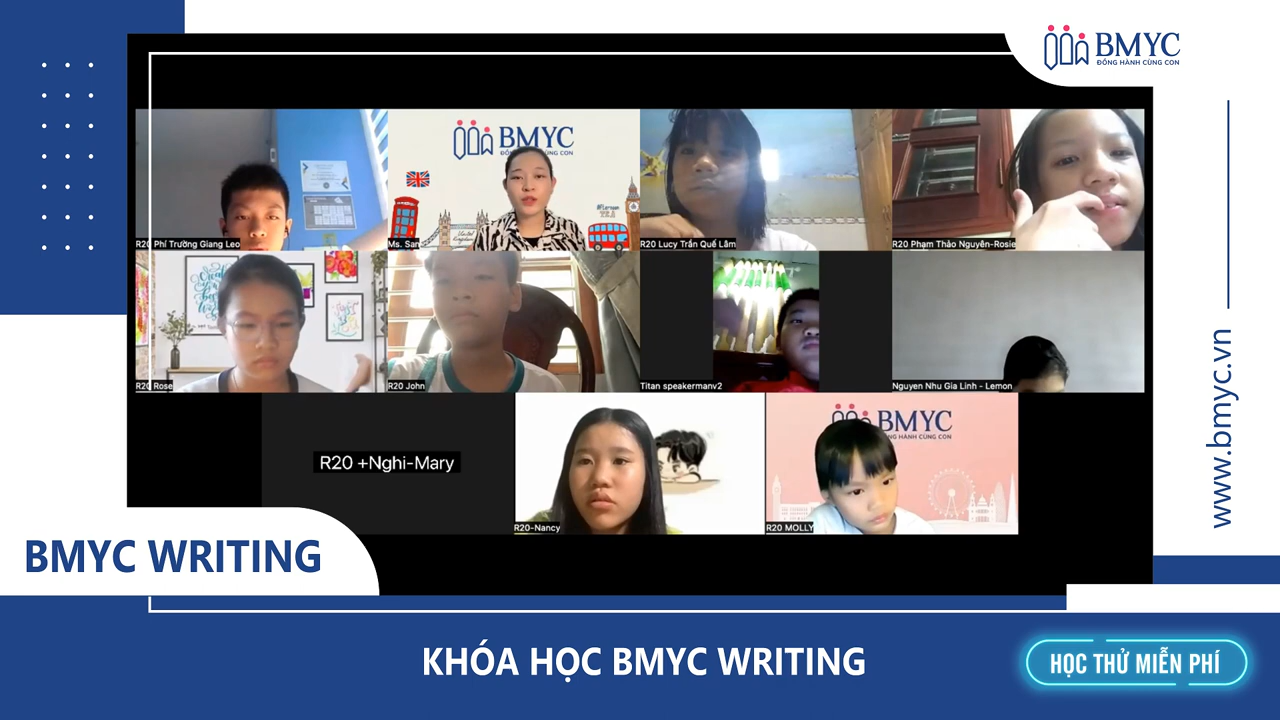 BMYC
ĐỒNG HÀNH CÙNG CON
BMYC
R20 Phí Trường Giang Leo
Ms. San
R20 Lucy Trần Quế Lâm
R20 Phạm Thảo Nguyên-Rosie
R20 Rose
R20 John
Titan speakermanv2
Nguyen Nhu Gia Linh - Lemon
R20 +Nghi-Mary
R20-Nancy
BMYC
HÀNH CÙNG CON
R20 MOLLY
www.bmyc.vn
BMYC WRITING
KHÓA HỌC BMYC WRITING
HỌC THỬ MIỄN PHÍ